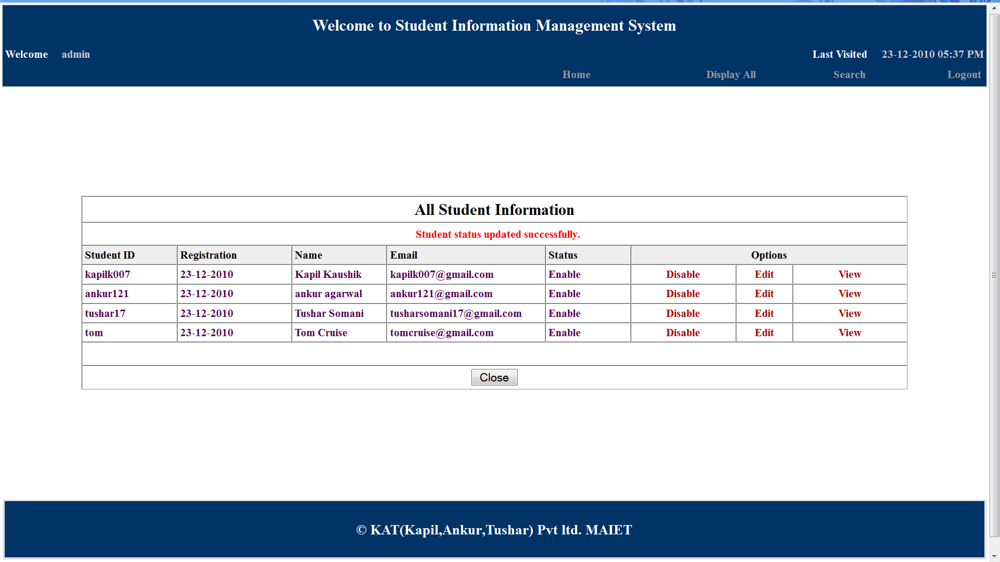 Welcome to Student Information Management System
Welcome admin Last Visited 23-12-2010 05:37 PM
Home Display All Search Logout
All Student Information
Student status updated successfully.
Student ID Registration Name Email Status Options
kapilk007 23-12-2010 Kapil Kaushik kapilk007@gmail.com Enable Disable Edit View
ankur121 23-12-2010 ankur agarwal ankur121@gmail.com Enable Disable Edit View
tushar17 23-12-2010 Tushar Somani tusharsomani17@gmail.com Enable Disable Edit View
tom 23-12-2010 Tom Cruise tomcruise@gmail.com Enable Disable Edit View
Close
© KAT(Kapil,Ankur,Tushar) Pvt ltd. MAIET